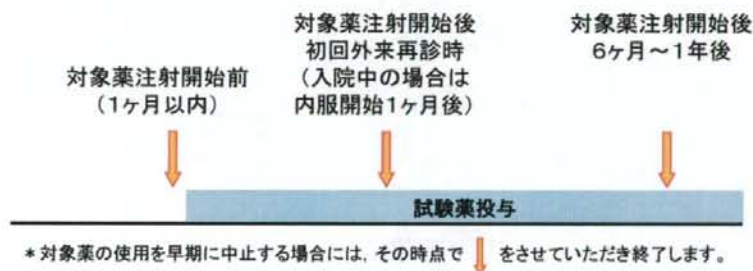 対象薬注射開始前
(1ヶ月以内)
対象薬注射開始後
初回外来再診時
(入院中の場合は
内服開始1ヶ月後)
対象薬注射開始後
6ヶ月～1年後
試験薬投与
*対象薬の使用を早期に中止する場合には, その時点で をさせていただき終了します。